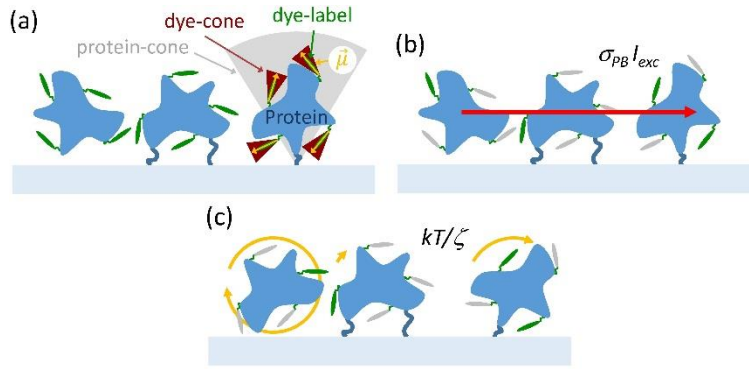 (a)
dye-cone
dye-label
protein-cone
μ⃗
Protein
(b)
σPB Iexc
(c)
kT/ζ